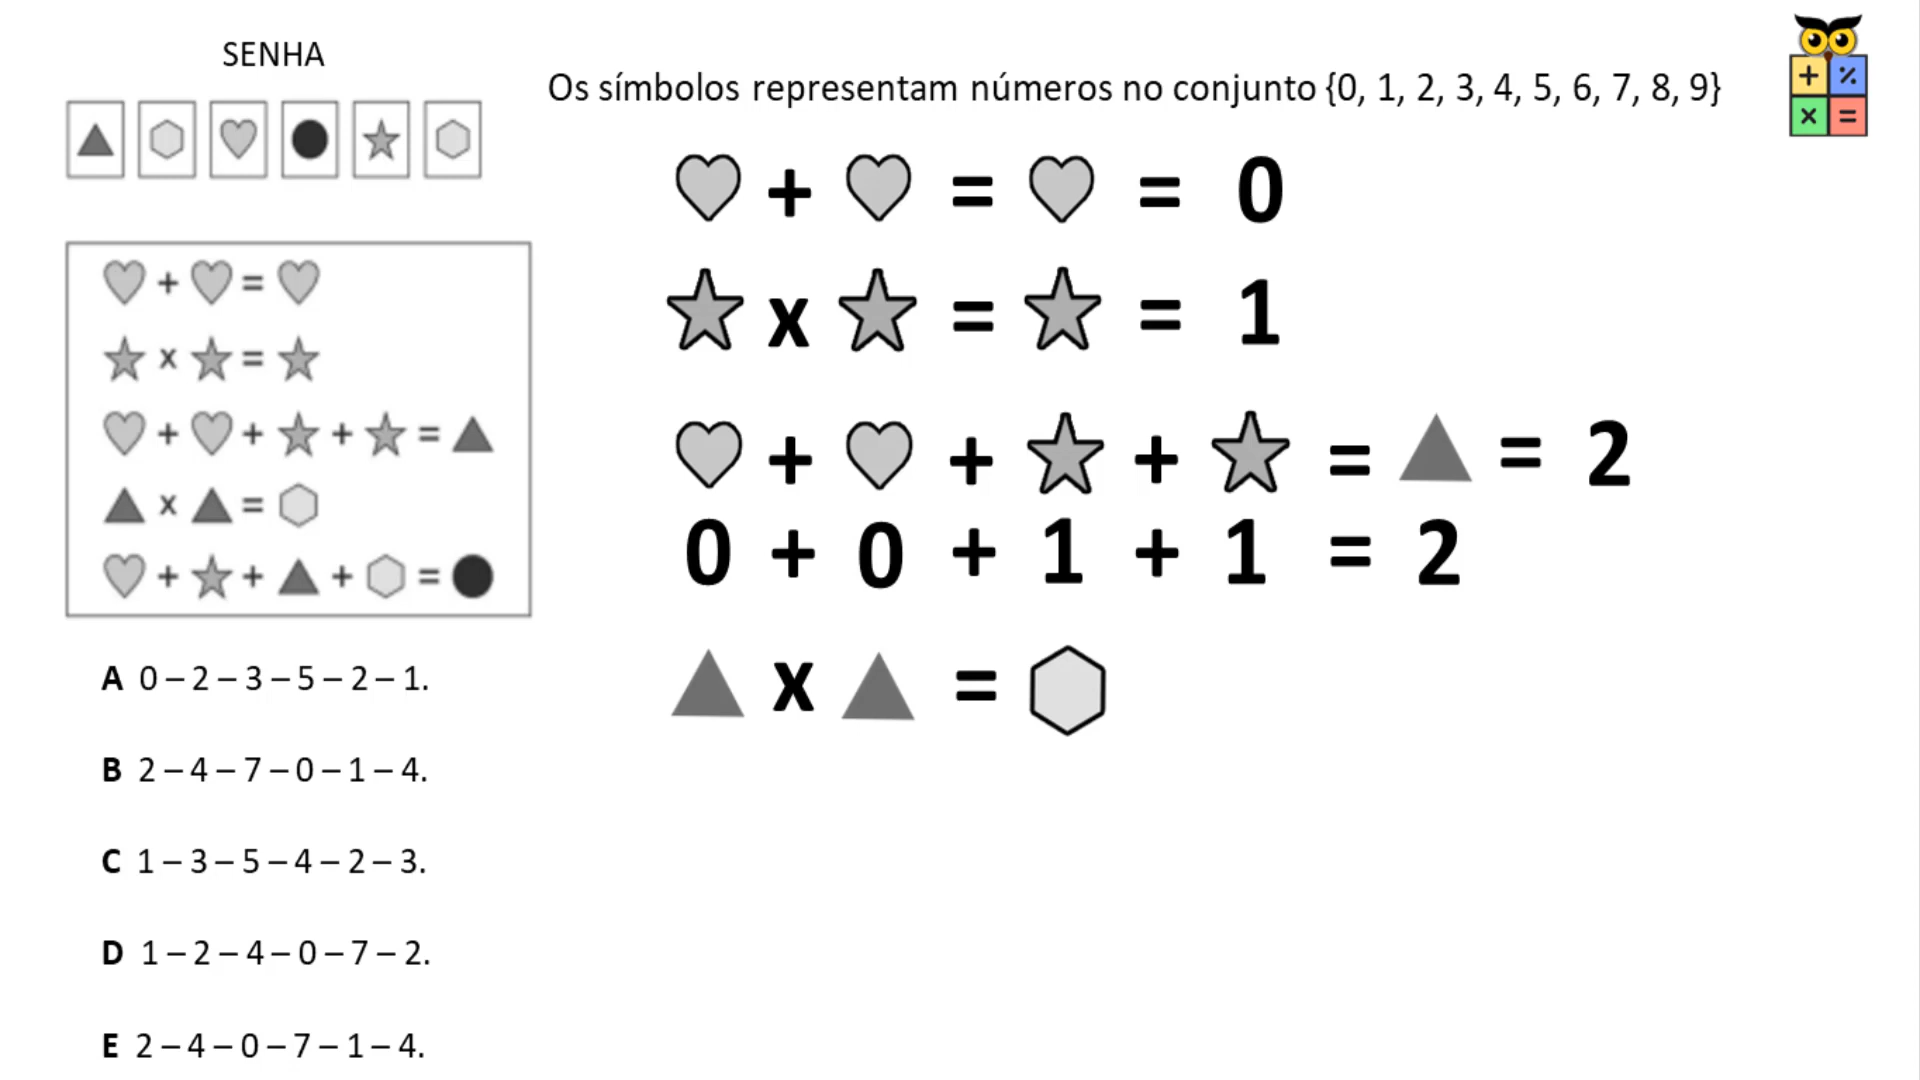 SENHA
Os símbolos representam números no conjunto {0, 1, 2, 3, 4, 5, 6, 7, 8, 9}
+ %
× =
+ = = 0
x = = 1
+ + + = = 2
0 + 0 + 1 + 1 = 2
x =
+ =
x =
+ + + =
x =
+ + + =
A 0 – 2 – 3 – 5 – 2 – 1.
B 2 – 4 – 7 – 0 – 1 – 4.
C 1 – 3 – 5 – 4 – 2 – 3.
D 1 – 2 – 4 – 0 – 7 – 2.
E 2 – 4 – 0 – 7 – 1 – 4.